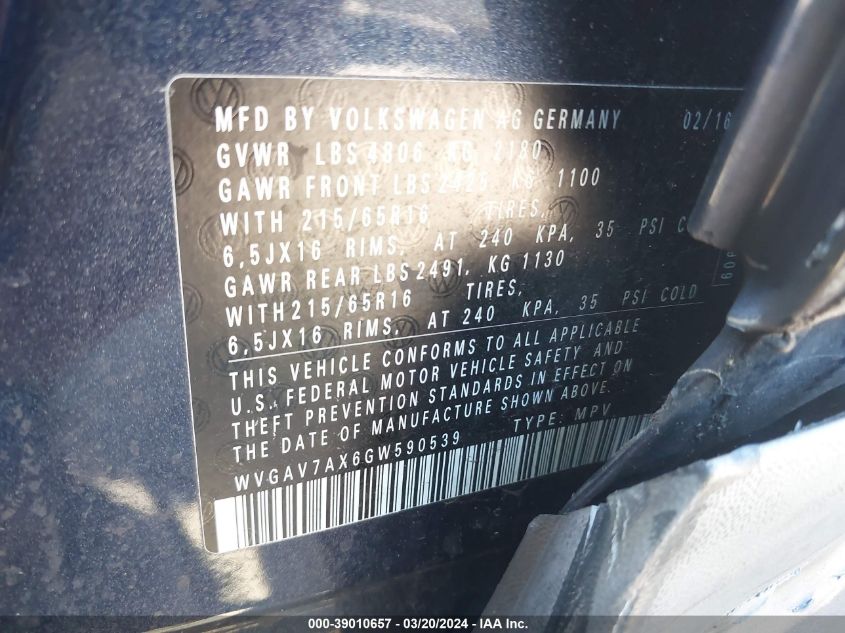 MFD BY VOLKSWAGEN AG GERMANY 02/16
GVWR LBS 4806 KG 2180
GAWR FRONT LBS 2425 KG 1100
WITH 215/65R16 TIRES,
6,5JX16 RIMS, AT 240 KPA, 35 PSI C
GAWR REAR LBS 2491, KG 1130
WITH 215/65R16 TIRES,
6,5JX16 RIMS, AT 240 KPA, 35 PSI COLD
THIS VEHICLE CONFORMS TO ALL APPLICABLE
U.S. FEDERAL MOTOR VEHICLE SAFETY AND
THEFT PREVENTION STANDARDS IN EFFECT ON
THE DATE OF MANUFACTURE SHOWN ABOVE.
WVGAV7AX6GW590539 TYPE: MPV
000-39010657 - 03/20/2024 - IAA Inc.